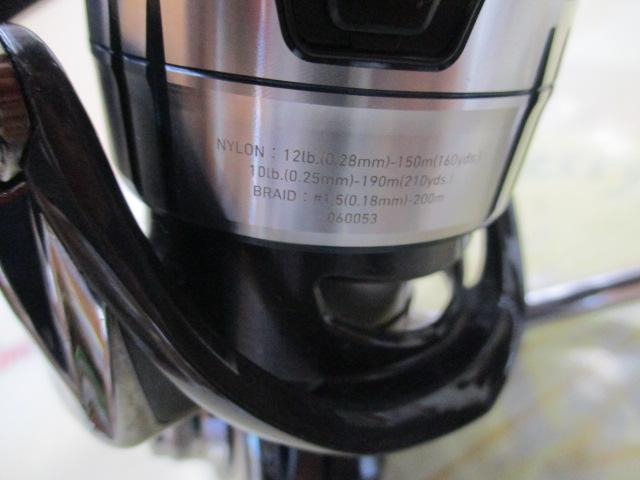 NYLON : 12lb.(0.28mm)-150m(160yds.)
10lb.(0.25mm)-190m(210yds.)
BRAID : #1.5(0.18mm)-200m
060053